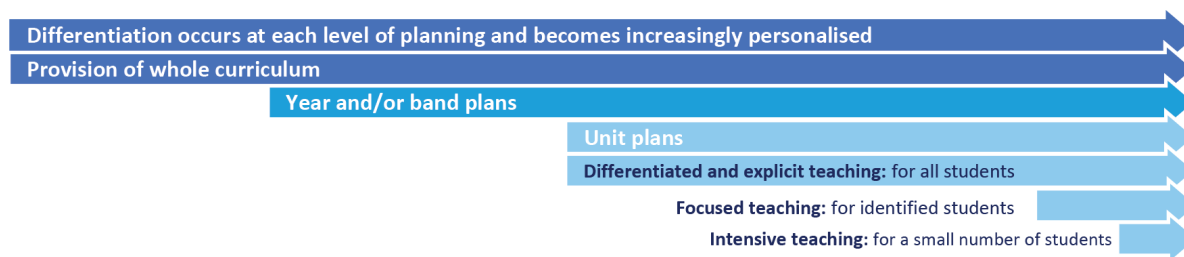 Differentiation occurs at each level of planning and becomes increasingly personalised
Provision of whole curriculum
Year and/or band plans
Unit plans
Differentiated and explicit teaching: for all students
Focused teaching: for identified students
Intensive teaching: for a small number of students